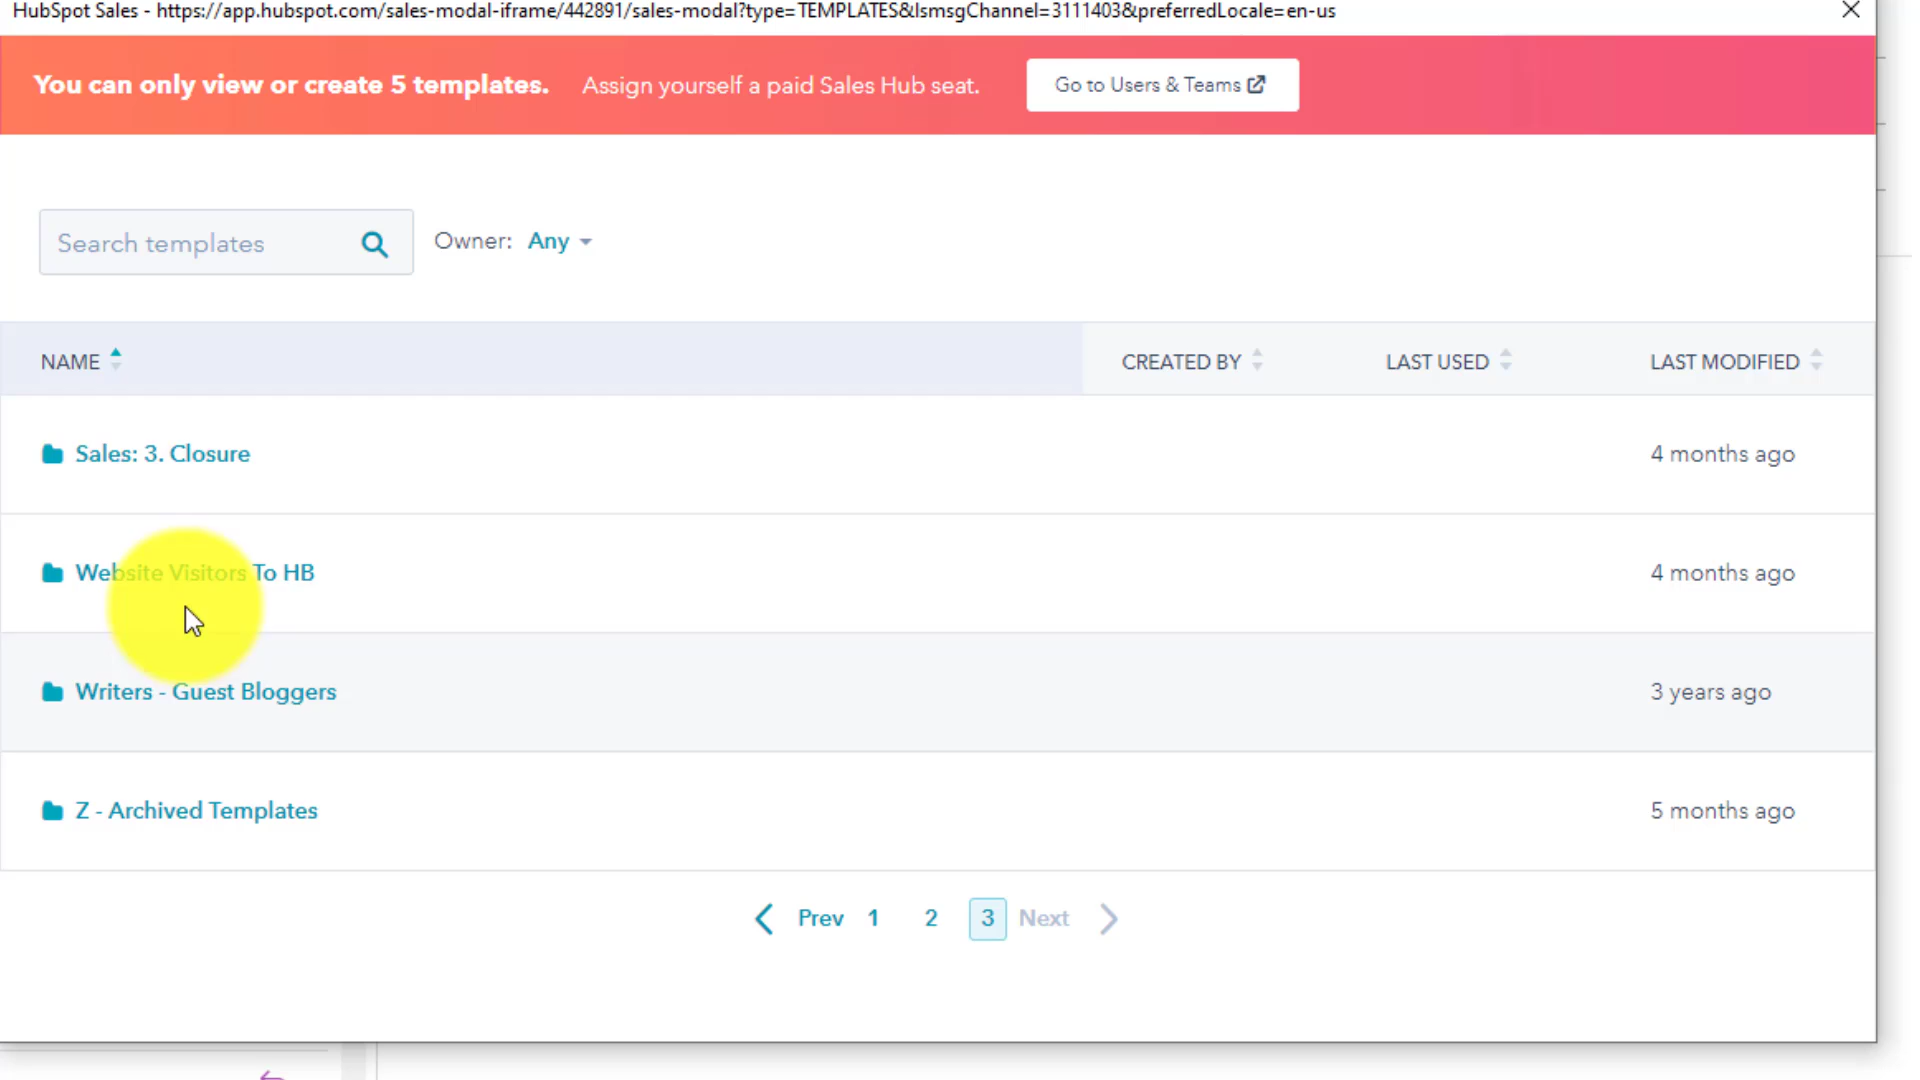 HubSpot Sales - https://app.hubspot.com/sales-modal-iframe/442891/sales-modal?type=TEMPLATES&lsmsgChannel=3111403&preferredLocale=en-us
You can only view or create 5 templates. Assign yourself a paid Sales Hub seat. Go to Users & Teams
Search templates Owner: Any
NAME CREATED BY LAST USED LAST MODIFIED
Sales: 3. Closure 4 months ago
Website Visitors To HB 4 months ago
Writers - Guest Bloggers 3 years ago
Z - Archived Templates 5 months ago
Prev 1 2 3 Next